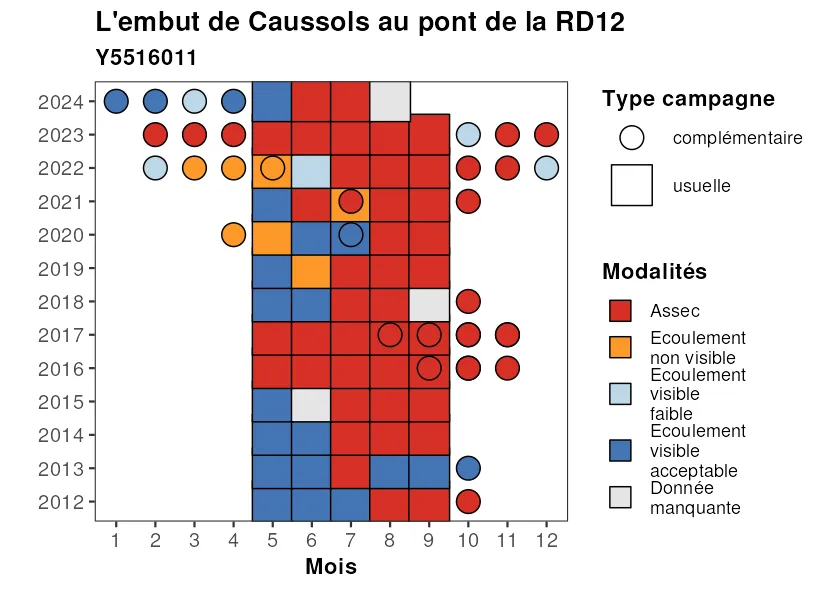 L'embut de Caussols au pont de la RD12
Y5516011
2024
2023
2022
2021
2020
2019
2018
2017
2016
2015
2014
2013
2012
1 2 3 4 5 6 7 8 9 10 11 12
Mois
Type campagne
complémentaire
usuelle
Modalités
Assec
Ecoulement
non visible
Ecoulement
visible
faible
Ecoulement
visible
acceptable
Donnée
manquante